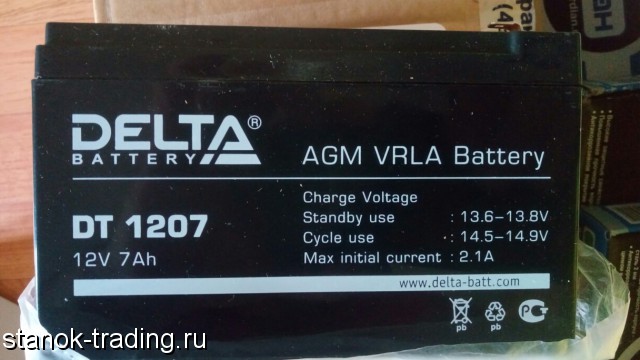 DELTA®
BATTERY
AGM VRLA Battery
DT 1207
12V 7Ah
Charge Voltage
Standby use : 13.6-13.8V
Cycle use : 14.5-14.9V
Max initial current : 2.1A
www.delta-batt.com
pb
pb
stanok-trading.ru